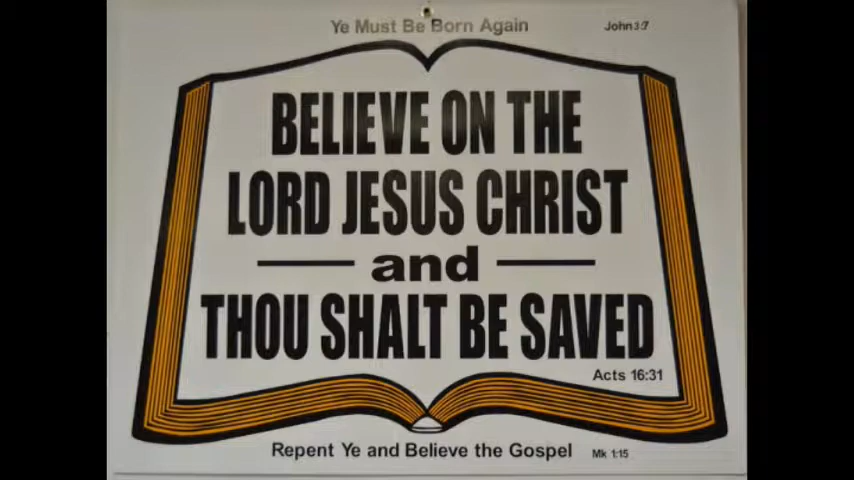 Ye Must Be Born Again John 3:7
BELIEVE ON THE
LORD JESUS CHRIST
and
THOU SHALT BE SAVED
Acts 16:31
Repent Ye and Believe the Gospel Mk 1:15